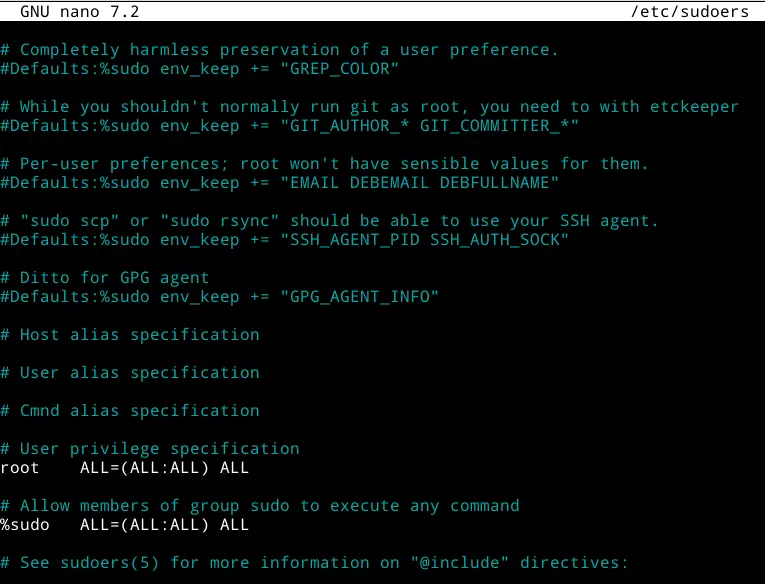 GNU nano 7.2 /etc/sudoers
# Completely harmless preservation of a user preference.
#Defaults:%sudo env_keep += "GREP_COLOR"
# While you shouldn't normally run git as root, you need to with etckeeper
#Defaults:%sudo env_keep += "GIT_AUTHOR_* GIT_COMMITTER_*"
# Per-user preferences; root won't have sensible values for them.
#Defaults:%sudo env_keep += "EMAIL DEBEMAIL DEBFULLNAME"
# "sudo scp" or "sudo rsync" should be able to use your SSH agent.
#Defaults:%sudo env_keep += "SSH_AGENT_PID SSH_AUTH_SOCK"
# Ditto for GPG agent
#Defaults:%sudo env_keep += "GPG_AGENT_INFO"
# Host alias specification
# User alias specification
# Cmnd alias specification
# User privilege specification
root    ALL=(ALL:ALL) ALL
# Allow members of group sudo to execute any command
%sudo   ALL=(ALL:ALL) ALL
# See sudoers(5) for more information on "@include" directives: